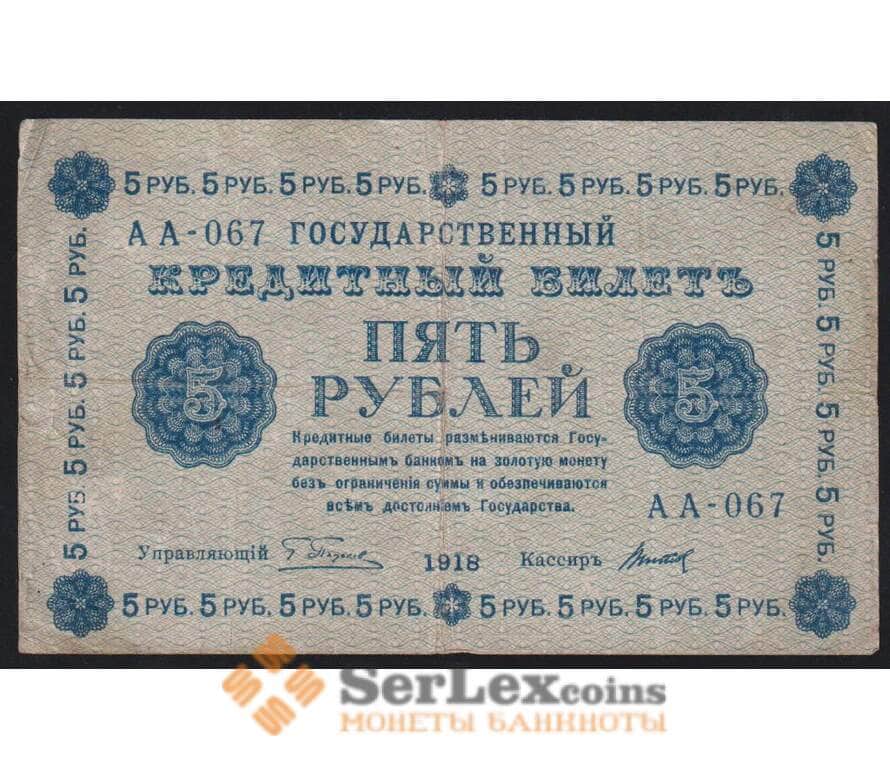 5 РУБ. 5 РУБ. 5 РУБ. 5 РУБ. 5 РУБ. 5 РУБ. 5 РУБ. 5 РУБ.
АА-067 ГОСУДАРСТВЕННЫЙ
КРЕДИТНЫЙ БИЛЕТЪ
5 РУБ. 5 РУБ. 5 РУБ. 5 РУБ.
5
ПЯТЬ
РУБЛЕЙ
5
5 РУБ. 5 РУБ. 5 РУБ. 5 РУБ.
Кредитные билеты размѣниваются Госу-
дарственнымъ банкомъ на золотую монету
безъ ограниченія суммы и обезпечиваются
всѣмъ достояніемъ Государства.
АА-067
Управляющій
1918
Кассиръ
5 РУБ. 5 РУБ. 5 РУБ. 5 РУБ. 5 РУБ. 5 РУБ. 5 РУБ. 5 РУБ.
SerLexcoins
МОНЕТЫ БАНКНОТЫ